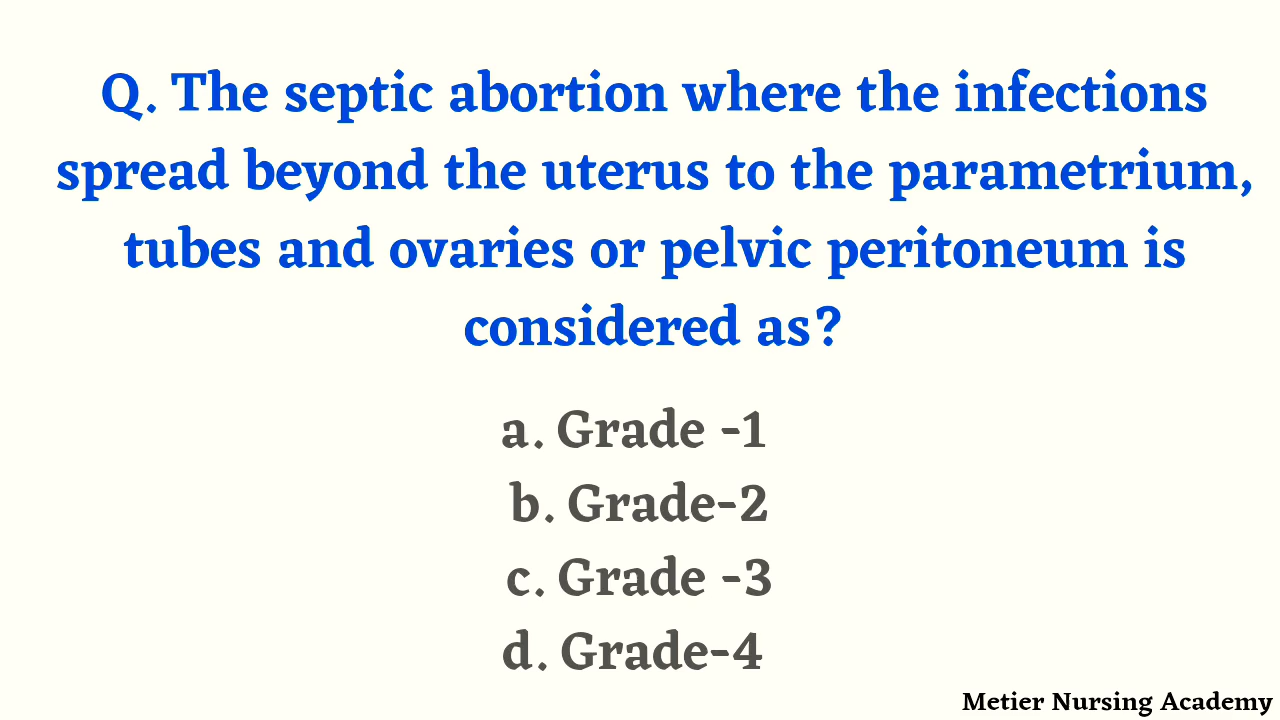 Q. The septic abortion where the infections
spread beyond the uterus to the parametrium,
tubes and ovaries or pelvic peritoneum is
considered as?
a. Grade -1
b. Grade-2
c. Grade -3
d. Grade-4
Metier Nursing Academy